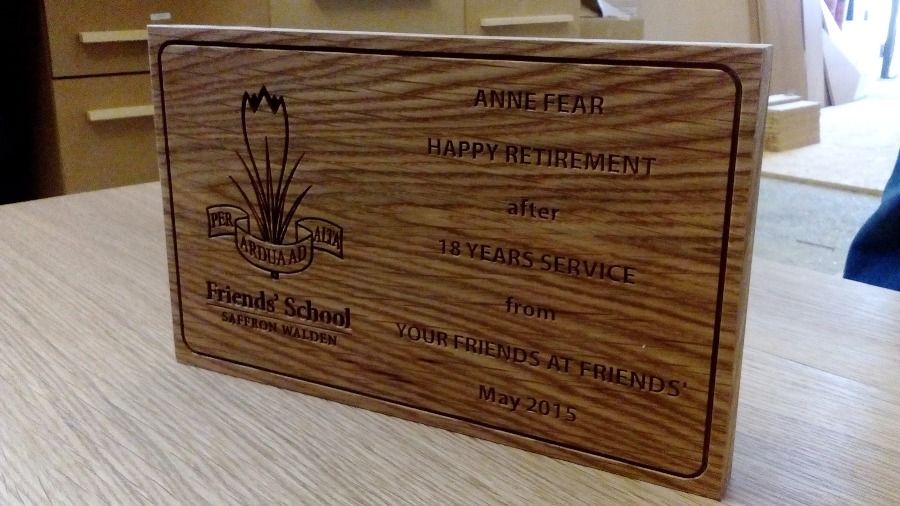 PER ARDUA AD ALTA
Friends' School
SAFFRON WALDEN
ANNE FEAR
HAPPY RETIREMENT
after
18 YEARS SERVICE
from
YOUR FRIENDS AT FRIENDS'
May 2015